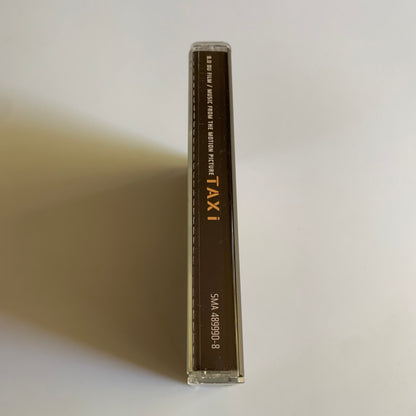 B.O DU FILM / MUSIC FROM THE MOTION PICTURE
TAXi
SMA 489990-8